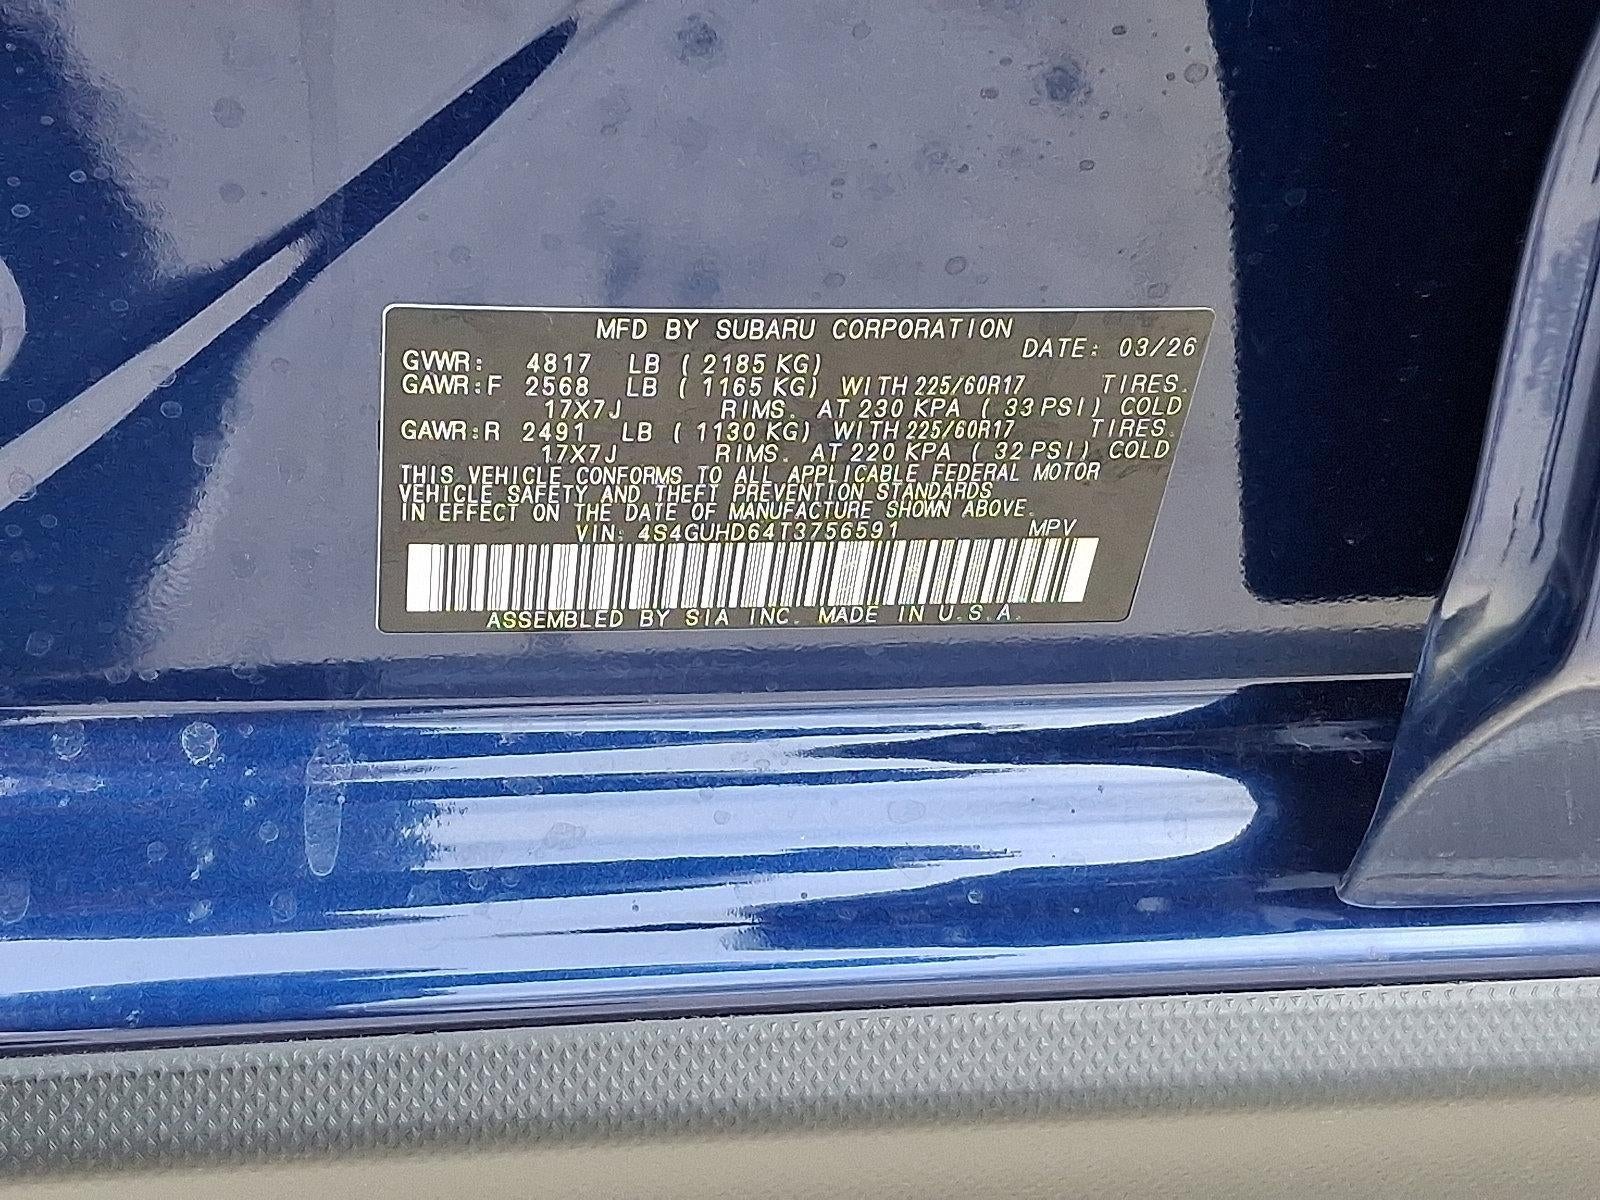 MFD BY SUBARU CORPORATION
DATE: 03/26
GVWR: 4817 LB ( 2185 KG)
GAWR:F 2568 LB ( 1165 KG) WITH 225/60R17 TIRES.
17X7J RIMS. AT 230 KPA ( 33 PSI) COLD
GAWR:R 2491 LB ( 1130 KG) WITH 225/60R17 TIRES.
17X7J RIMS. AT 220 KPA ( 32 PSI) COLD
THIS VEHICLE CONFORMS TO ALL APPLICABLE FEDERAL MOTOR
VEHICLE SAFETY AND THEFT PREVENTION STANDARDS
IN EFFECT ON THE DATE OF MANUFACTURE SHOWN ABOVE.
VIN: 4S4GUHD64T3756591 MPV
ASSEMBLED BY SIA INC. MADE IN U.S.A.